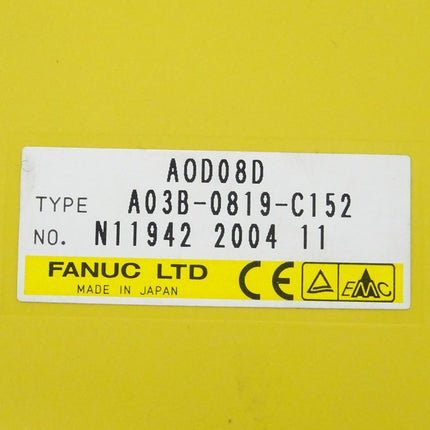 AOD08D
TYPE A03B-0819-C152
NO. N11942 2004 11
FANUC LTD CE EMC
MADE IN JAPAN